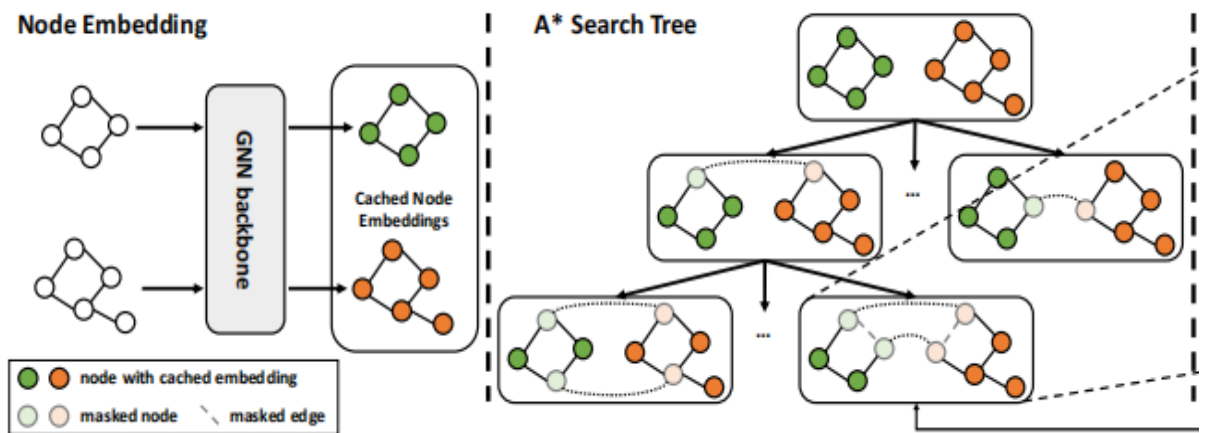 Node Embedding
GNN backbone
Cached Node
Embeddings
node with cached embedding
masked node
masked edge
A* Search Tree
...
...